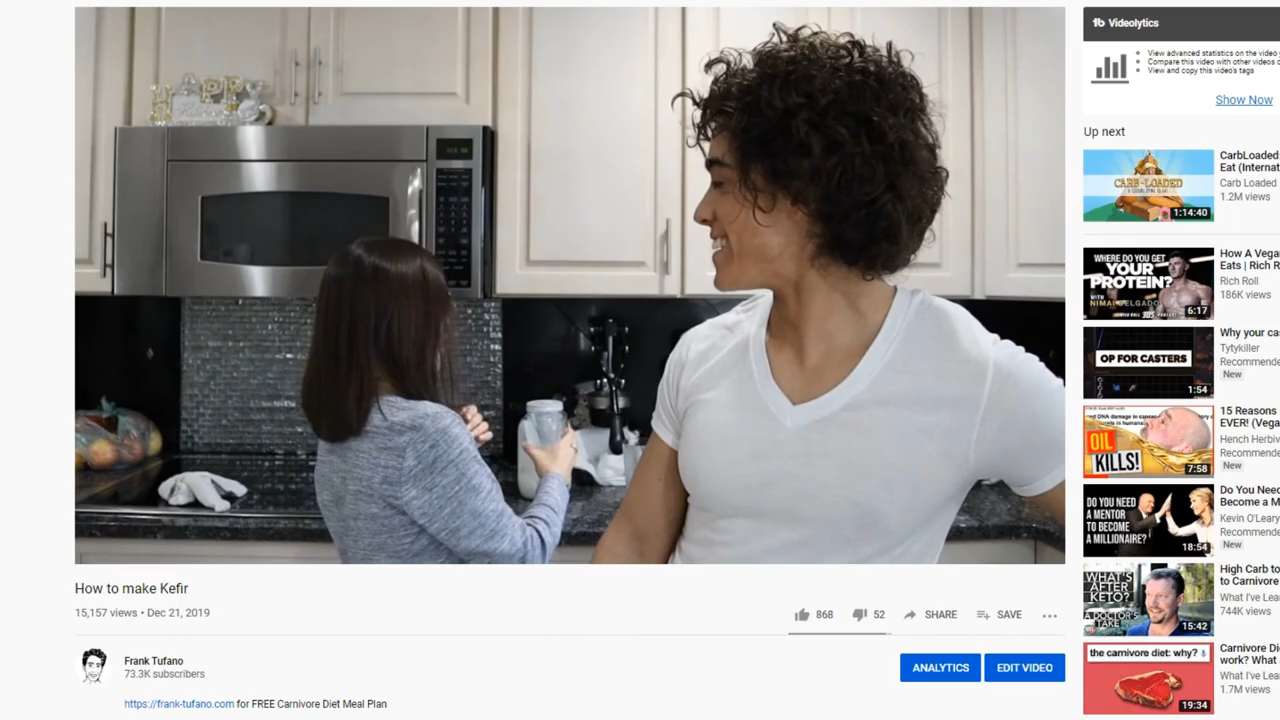 Videolytics
View advanced statistics on the video
Compare this video with other videos
View and copy this video's tags
Show Now
Up next
CARB-LOADED
1:14:40
CarbLoaded
Eat (Internat
Carb Loaded
1.2M views
WHERE DO YOU GET
YOUR
PROTEIN?
WITH
NIMAI DELGADO
6:17
How A Vega
Eats | Rich R
Rich Roll
186K views
OP FOR CASTERS
1:54
Why your ca
Tytykiller
Recommende
New
OIL
KILLS!
7:58
15 Reasons
EVER! (Vega
Hench Herbiv
Recommende
New
DO YOU NEED
A MENTOR
TO BECOME
A MILLIONAIRE?
18:54
Do You Need
Become a M
Kevin O'Leary
Recommende
New
WHAT'S
AFTER
KETO?
A DOCTOR'S
TAKE
15:42
High Carb to
to Carnivore
What I've Lear
744K views
the carnivore diet: why?
19:34
Carnivore Di
work? What
What I've Lear
1.7M views
How to make Kefir
15,157 views • Dec 21, 2019
868
52
SHARE
SAVE
Frank Tufano
73.3K subscribers
ANALYTICS
EDIT VIDEO
https://frank-tufano.com for FREE Carnivore Diet Meal Plan